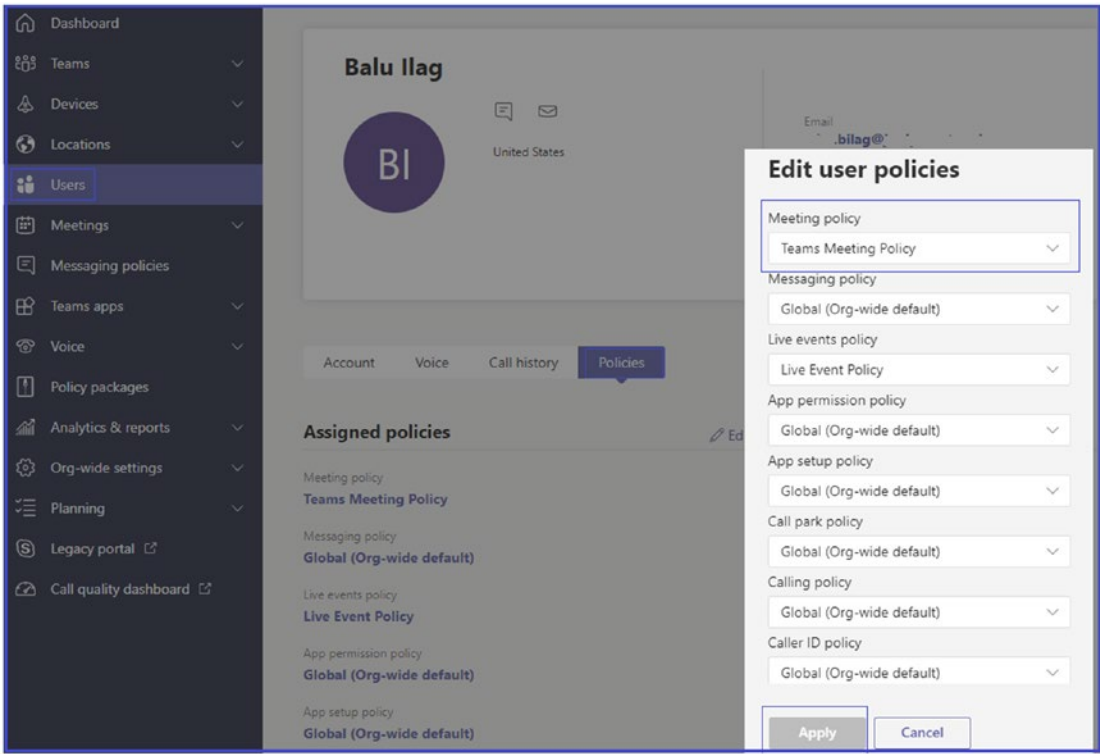 Dashboard
Teams
Devices
Locations
Users
Meetings
Messaging policies
Teams apps
Voice
Policy packages
Analytics & reports
Org-wide settings
Planning
Legacy portal
Call quality dashboard
Balu Ilag
BI
United States
Email
.bilag@
Account Voice Call history Policies
Assigned policies
Ed
Meeting policy
Teams Meeting Policy
Messaging policy
Global (Org-wide default)
Live events policy
Live Event Policy
App permission policy
Global (Org-wide default)
App setup policy
Global (Org-wide default)
Edit user policies
Meeting policy
Teams Meeting Policy
Messaging policy
Global (Org-wide default)
Live events policy
Live Event Policy
App permission policy
Global (Org-wide default)
App setup policy
Global (Org-wide default)
Call park policy
Global (Org-wide default)
Calling policy
Global (Org-wide default)
Caller ID policy
Global (Org-wide default)
Apply Cancel